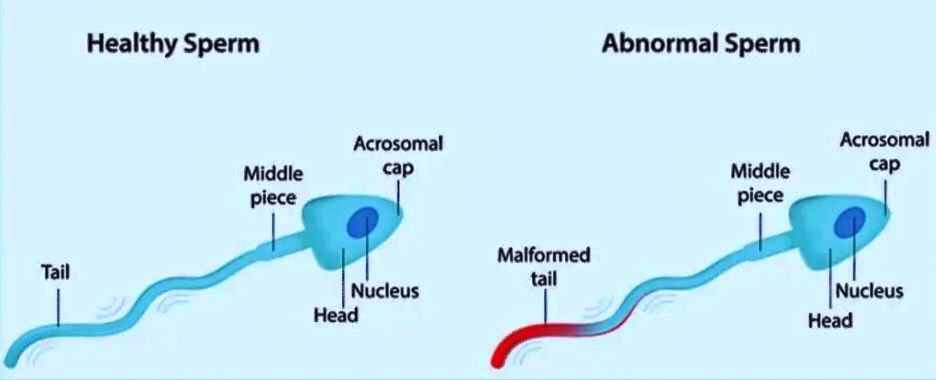 Healthy Sperm
Acrosomal
cap
Middle
piece
Tail
Nucleus
Head
Abnormal Sperm
Acrosomal
cap
Middle
piece
Malformed
tail
Nucleus
Head